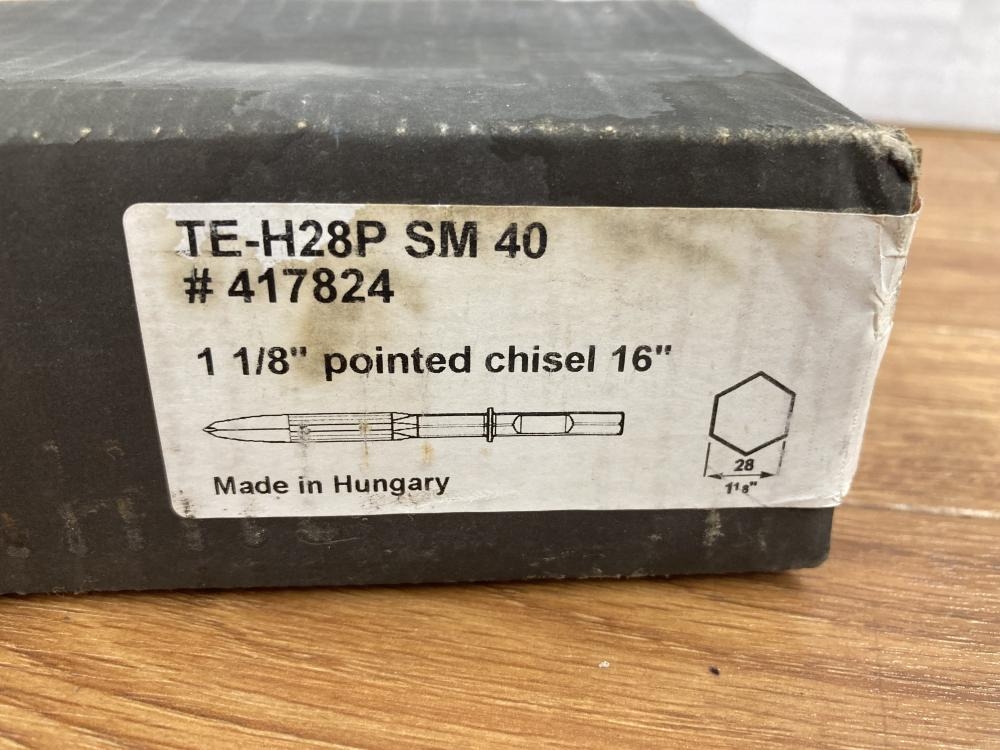 TE-H28P SM 40
# 417824
1 1/8" pointed chisel 16"
Made in Hungary
28
1 1/8"